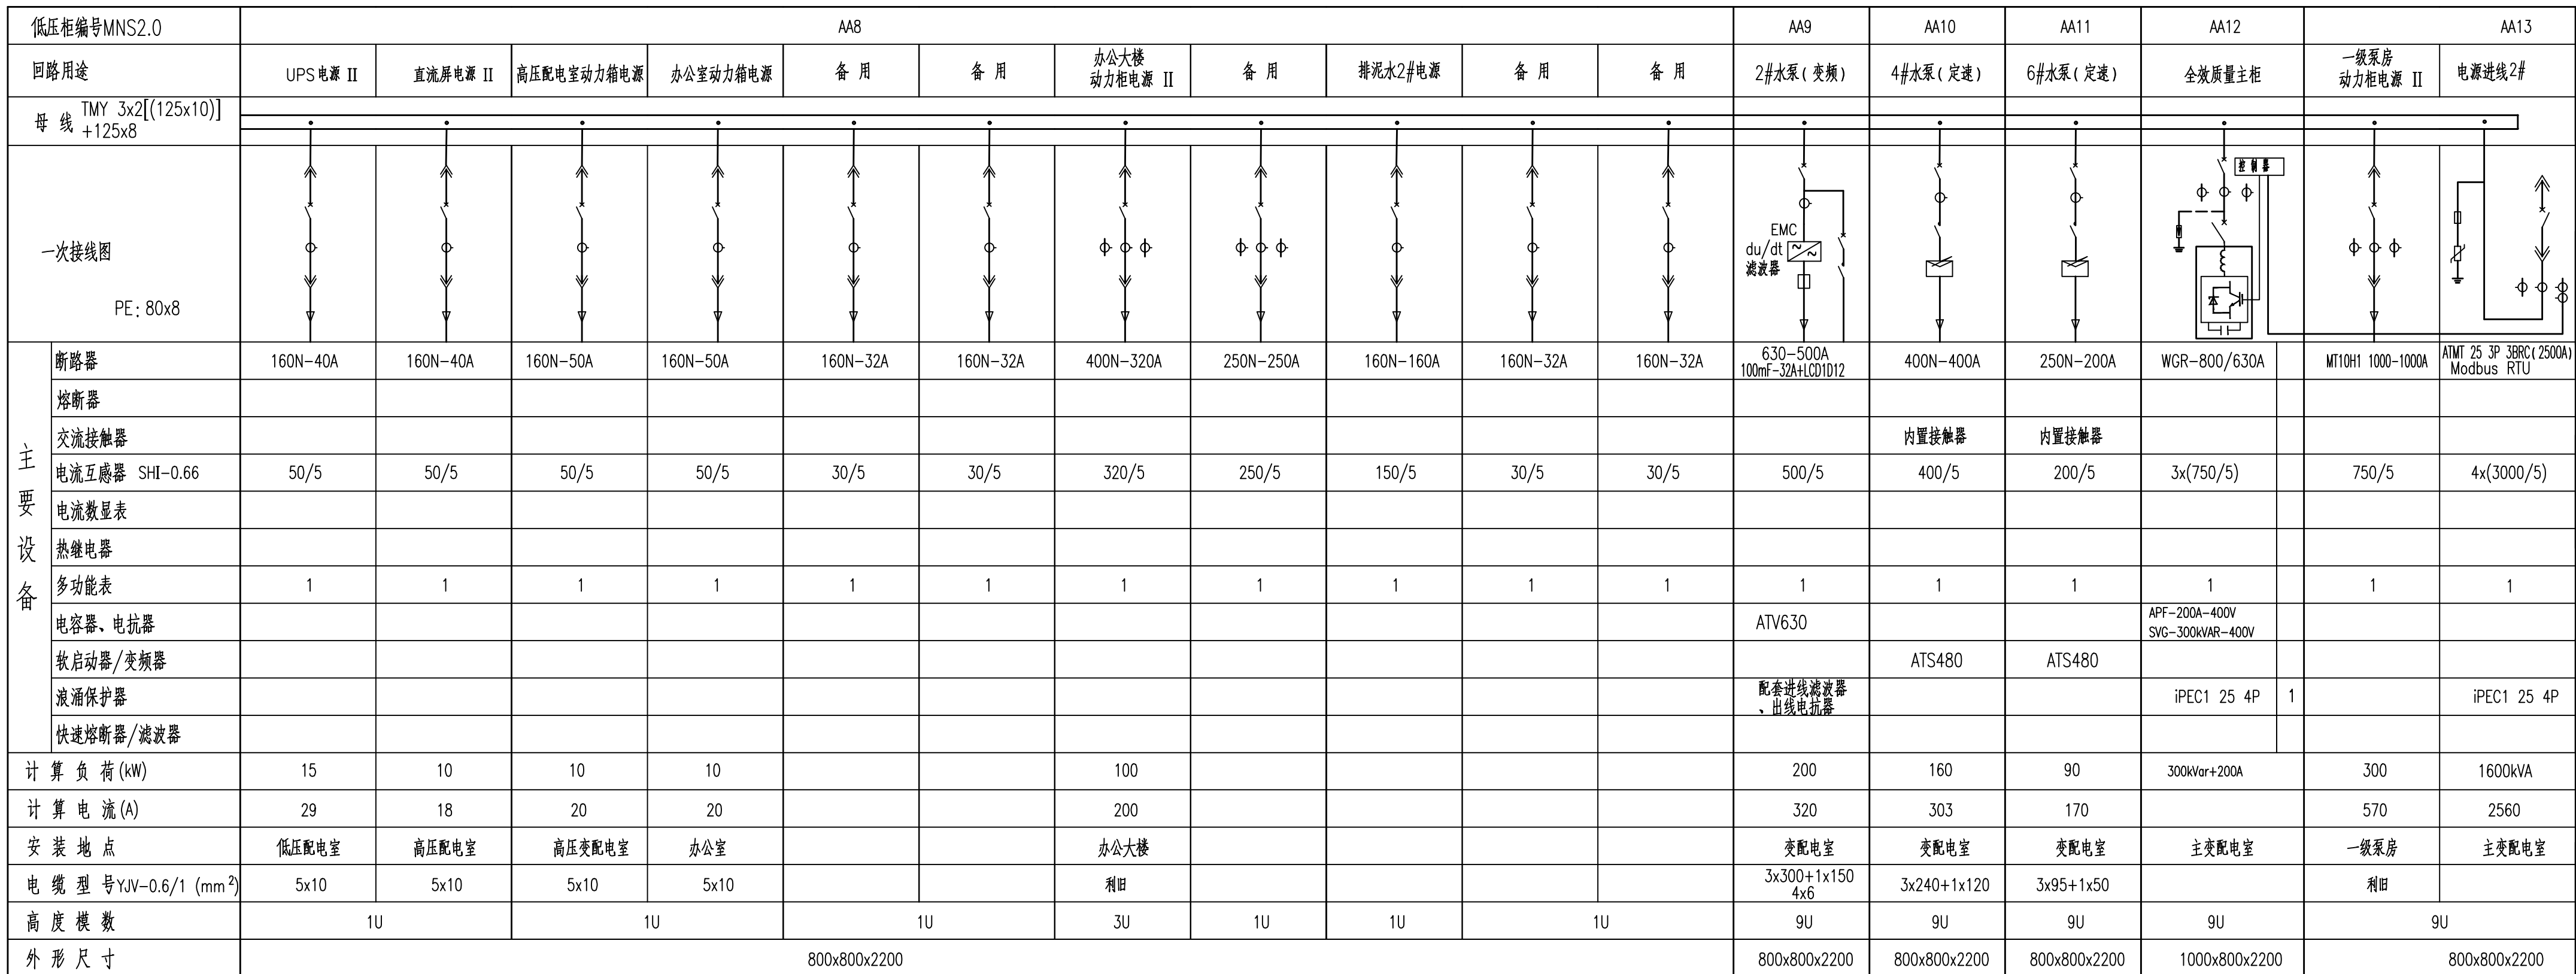 低压柜编号MNS2.0 AA8 AA9 AA10 AA11 AA12 AA13
回路用途 UPS电源 II 直流屏电源 II 高压配电室动力箱电源 办公室动力箱电源 备 用 备 用 办公大楼 动力柜电源 II 备 用 排泥水2#电源 备 用 备 用 2#水泵(变频) 4#水泵(定速) 6#水泵(定速) 全效质量主柜 一级泵房 动力柜电源 II 电源进线2#
母 线 TMY 3x2[(125x10)]
+125x8
控制器
EMC
du/dt
滤波器
一次接线图
PE: 80x8
主要设备
断路器 160N-40A 160N-40A 160N-50A 160N-50A 160N-32A 160N-32A 400N-320A 250N-250A 160N-160A 160N-32A 160N-32A 630-500A 100mF-32A+LCD1D12 400N-400A 250N-200A WGR-800/630A MT10H1 1000-1000A ATMT 25 3P 3BRC(2500A) Modbus RTU
熔断器
交流接触器 内置接触器 内置接触器
电流互感器 SHI-0.66 50/5 50/5 50/5 50/5 30/5 30/5 320/5 250/5 150/5 30/5 30/5 500/5 400/5 200/5 3x(750/5) 750/5 4x(3000/5)
电流数显表
热继电器
多功能表 1 1 1 1 1 1 1 1 1 1 1 1 1 1 1 1 1
电容器、电抗器 ATV630 APF-200A-400V SVG-300kVAR-400V
软启动器/变频器 ATS480 ATS480
浪涌保护器 配套进线滤波器 、出线电抗器 iPEC1 25 4P 1 iPEC1 25 4P
快速熔断器/滤波器
计 算 负 荷(kW) 15 10 10 10 100 200 160 90 300kVar+200A 300 1600kVA
计 算 电 流(A) 29 18 20 20 200 320 303 170 570 2560
安 装 地 点 低压配电室 高压配电室 高压变配电室 办公室 办公大楼 变配电室 变配电室 变配电室 主变配电室 一级泵房 主变配电室
电 缆 型 号YJV-0.6/1 (mm²) 5x10 5x10 5x10 5x10 利旧 3x300+1x150 4x6 3x240+1x120 3x95+1x50 利旧
高 度 模 数 1U 1U 1U 3U 1U 1U 1U 9U 9U 9U 9U 9U
外 形 尺 寸 800x800x2200 800x800x2200 800x800x2200 800x800x2200 1000x800x2200 800x800x2200